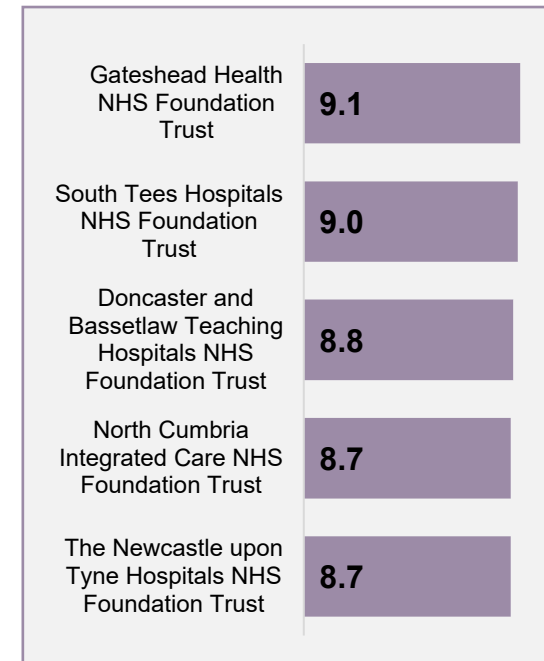 Gateshead Health
NHS Foundation
Trust
9.1
South Tees Hospitals
NHS Foundation
Trust
9.0
Doncaster and
Bassetlaw Teaching
Hospitals NHS
Foundation Trust
8.8
North Cumbria
Integrated Care NHS
Foundation Trust
8.7
The Newcastle upon
Tyne Hospitals NHS
Foundation Trust
8.7